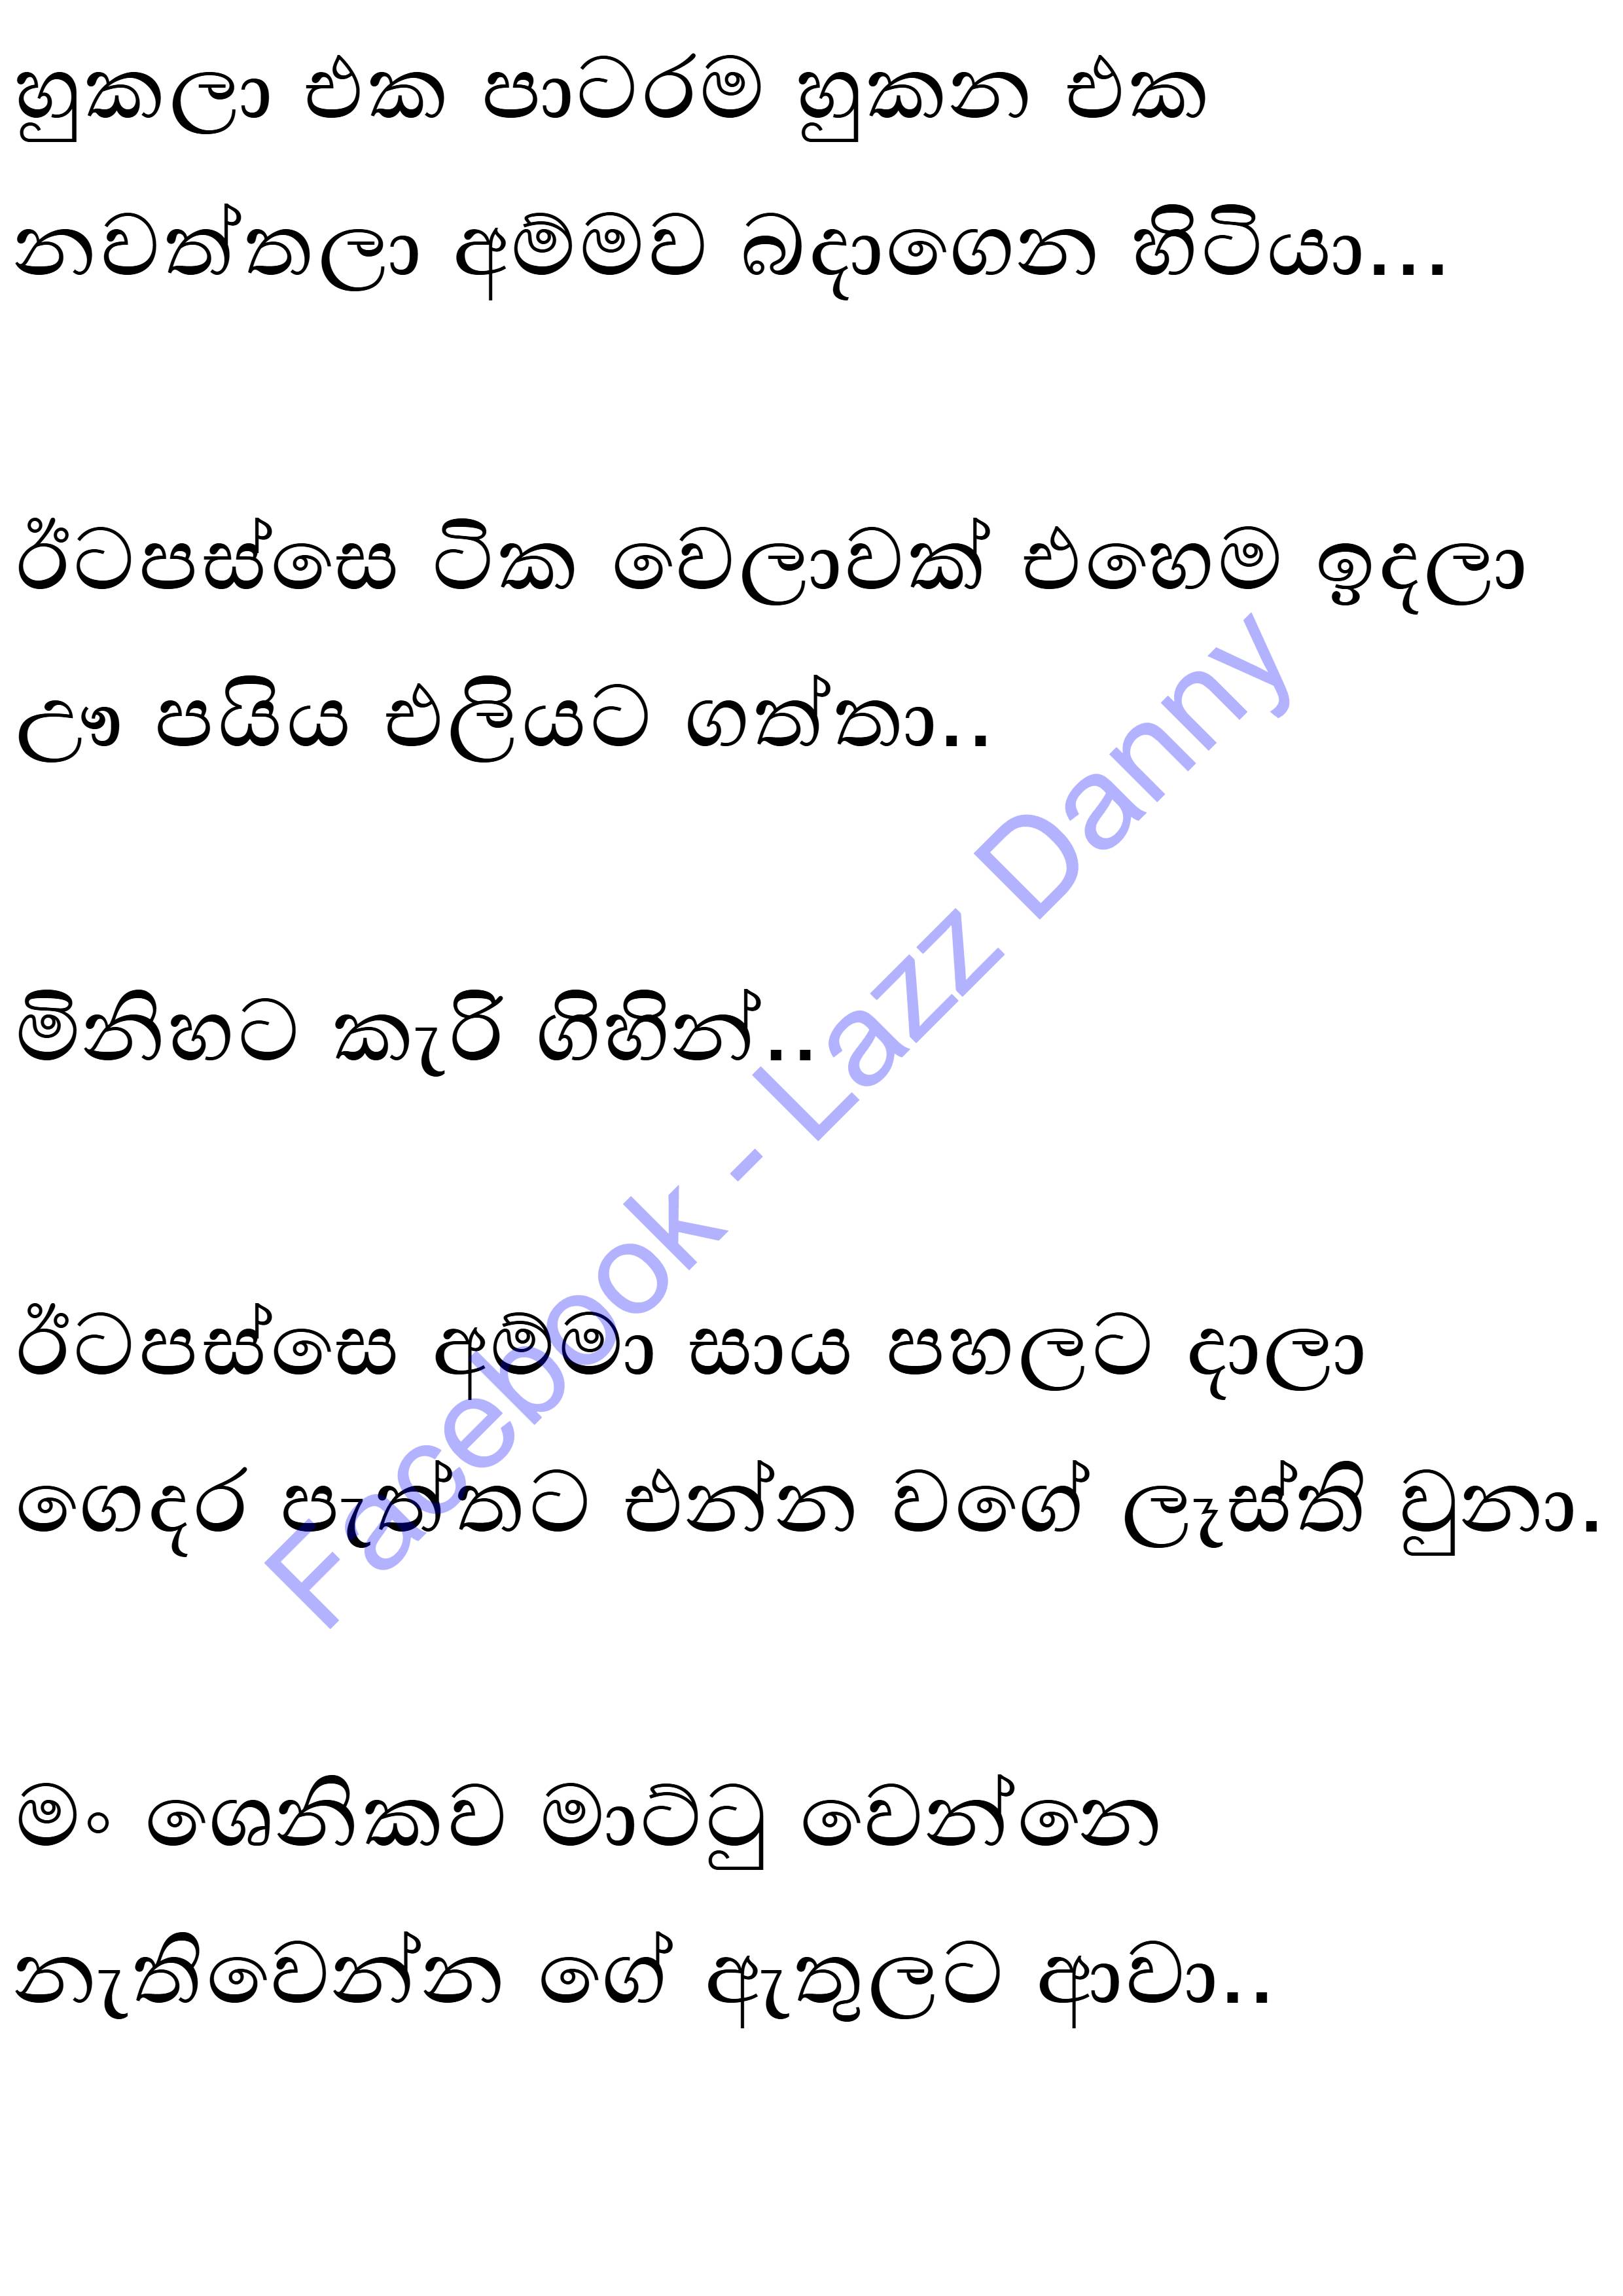 හුකලා එක පාටරම හුකන එක
නවත්තලා අම්මව බදාගෙන හිටියා...
ඊටපස්සෙ ටික වෙලාවක් එහෙම ඉදලා
ඌ පයිය එලියට ගත්තා..
මිනිහට කැරි ගිහින්..
ඊටපස්සෙ අම්මා සාය පහලට දාලා
ගෙදර පැත්තට එන්න වගේ ලෑස්ති වුනා.
මං ශෙනිකව මාට්ටු වෙන්නෙ
නැතිවෙන්න ගේ ඇතුලට ආවා..
Facebook - Lazz Danny